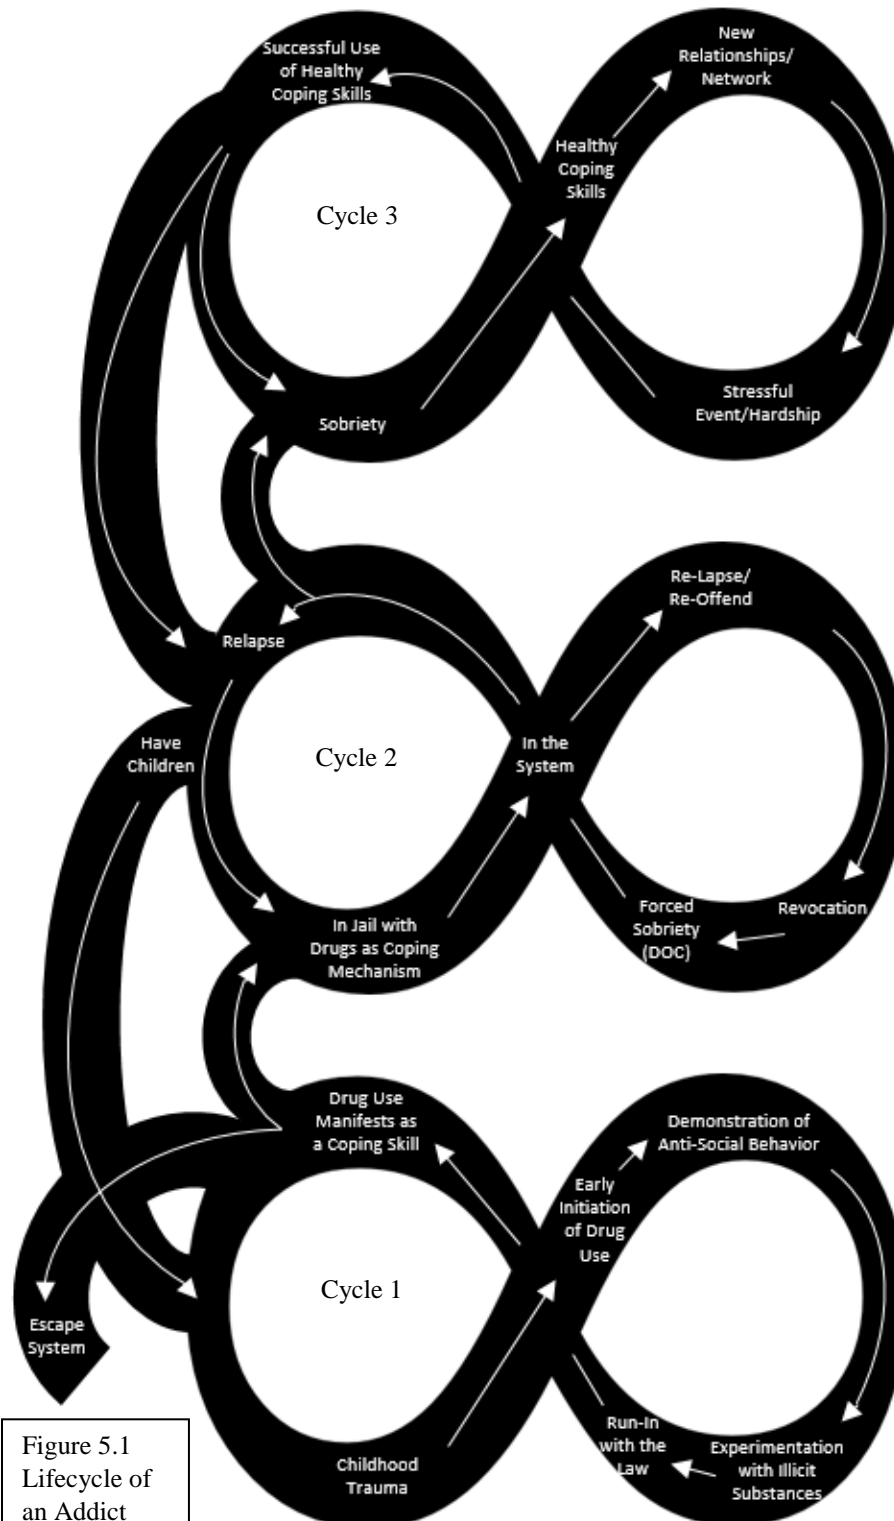 Successful Use
of Healthy
Coping Skills
New
Relationships/
Network
Healthy
Coping
Skills
Cycle 3
Stressful
Event/Hardship
Sobriety
Re-Lapse/
Re-Offend
Relapse
Have
Children
Cycle 2
In the
System
Forced
Sobriety
(DOC)
Revocation
In Jail with
Drugs as Coping
Mechanism
Drug Use
Manifests as
a Coping Skill
Demonstration of
Anti-Social Behavior
Early
Initiation
of Drug
Use
Cycle 1
Escape
System
Run-In
with the
Law
Experimentation
with Illicit
Substances
Childhood
Trauma
Figure 5.1
Lifecycle of
an Addict